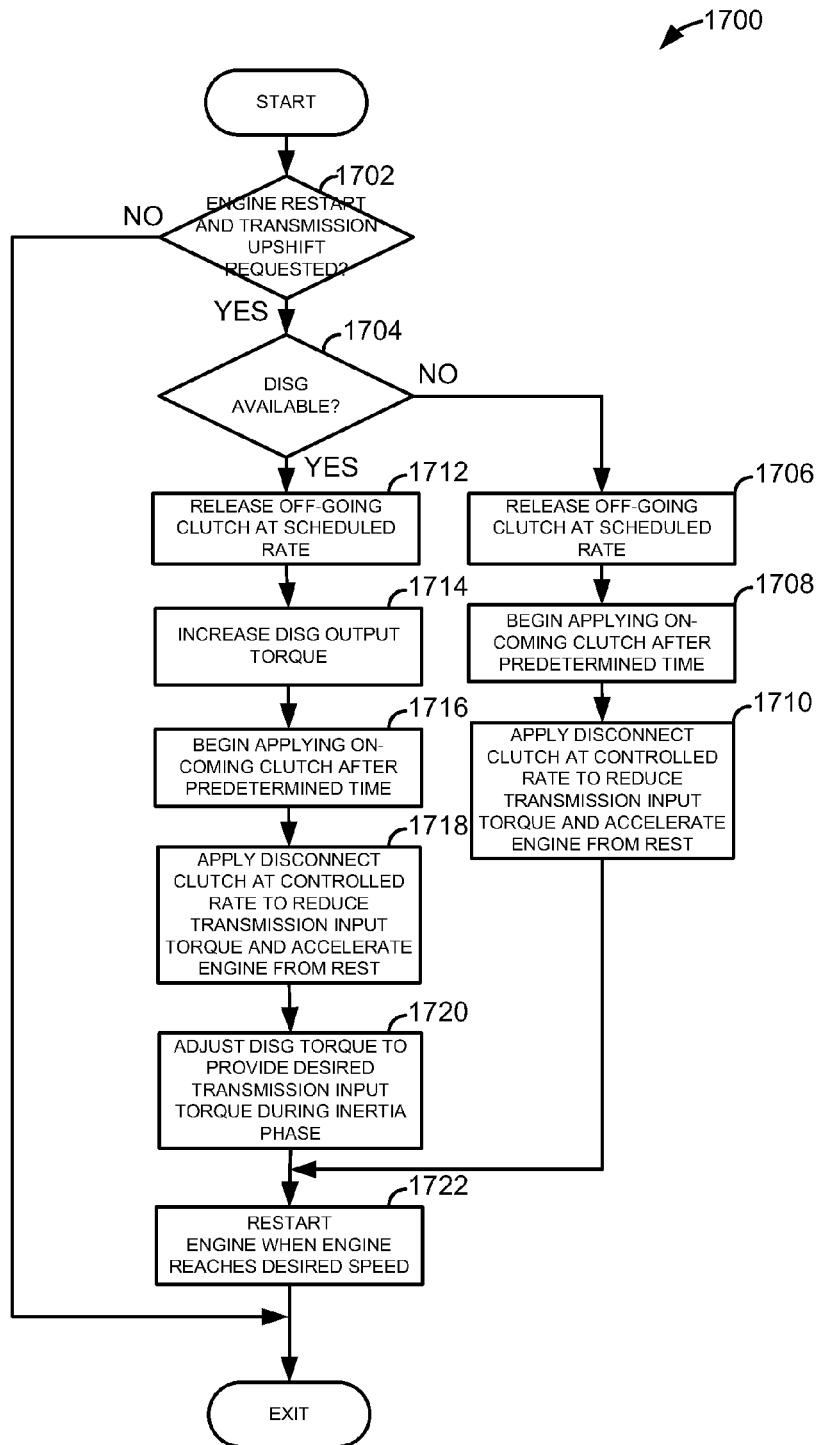 1700
START
1702
ENGINE RESTART
AND TRANSMISSION
UPSHIFT
REQUESTED?
NO
YES
1704
DISG
AVAILABLE?
NO
YES
1712
RELEASE OFF-GOING
CLUTCH AT SCHEDULED
RATE
1706
RELEASE OFF-GOING
CLUTCH AT SCHEDULED
RATE
1714
INCREASE DISG OUTPUT
TORQUE
1708
BEGIN APPLYING ON-
COMING CLUTCH AFTER
PREDETERMINED TIME
1716
BEGIN APPLYING ON-
COMING CLUTCH AFTER
PREDETERMINED TIME
1710
APPLY DISCONNECT
CLUTCH AT CONTROLLED
RATE TO REDUCE
TRANSMISSION INPUT
TORQUE AND ACCELERATE
ENGINE FROM REST
1718
APPLY DISCONNECT
CLUTCH AT CONTROLLED
RATE TO REDUCE
TRANSMISSION INPUT
TORQUE AND ACCELERATE
ENGINE FROM REST
1720
ADJUST DISG TORQUE TO
PROVIDE DESIRED
TRANSMISSION INPUT
TORQUE DURING INERTIA
PHASE
1722
RESTART
ENGINE WHEN ENGINE
REACHES DESIRED SPEED
EXIT